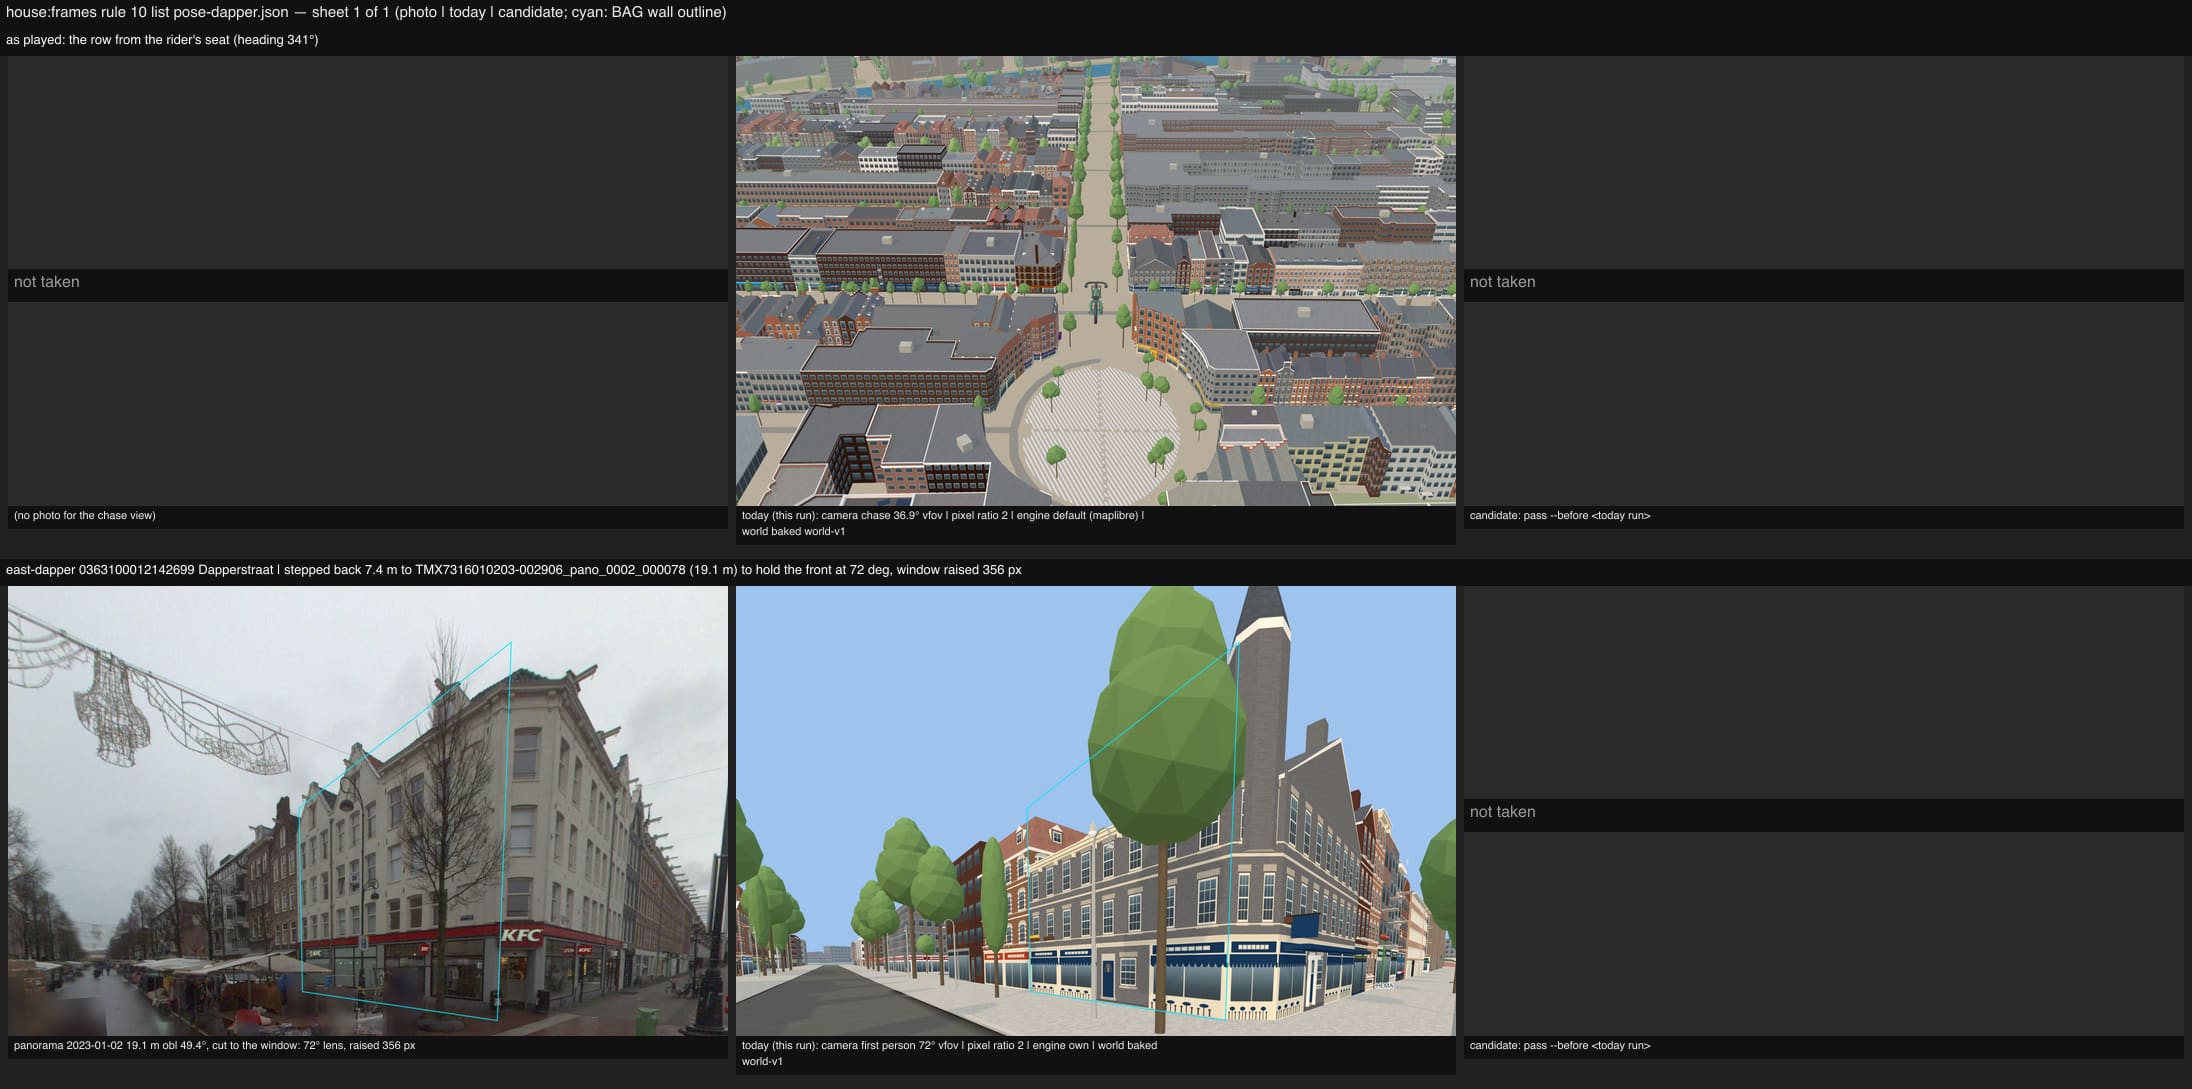 house:frames rule 10 list pose-dapper.json — sheet 1 of 1 (photo | today | candidate; cyan: BAG wall outline)
as played: the row from the rider's seat (heading 341°)
not taken
not taken
(no photo for the chase view)
today (this run): camera chase 36.9° vfov | pixel ratio 2 | engine default (maplibre) |
world baked world-v1
candidate: pass --before <today run>
east-dapper 0363100012142699 Dapperstraat | stepped back 7.4 m to TMX7316010203-002906_pano_0002_000078 (19.1 m) to hold the front at 72 deg, window raised 356 px
KFC
HEMA
not taken
panorama 2023-01-02 19.1 m obl 49.4°, cut to the window: 72° lens, raised 356 px
today (this run): camera first person 72° vfov | pixel ratio 2 | engine own | world baked
world-v1
candidate: pass --before <today run>